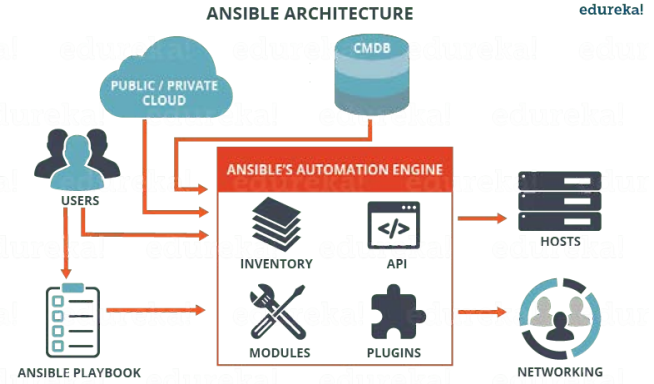 ANSIBLE ARCHITECTURE
edureka!
PUBLIC / PRIVATE
CLOUD
CMDB
USERS
ANSIBLE'S AUTOMATION ENGINE
INVENTORY
API
HOSTS
MODULES
PLUGINS
ANSIBLE PLAYBOOK
NETWORKING